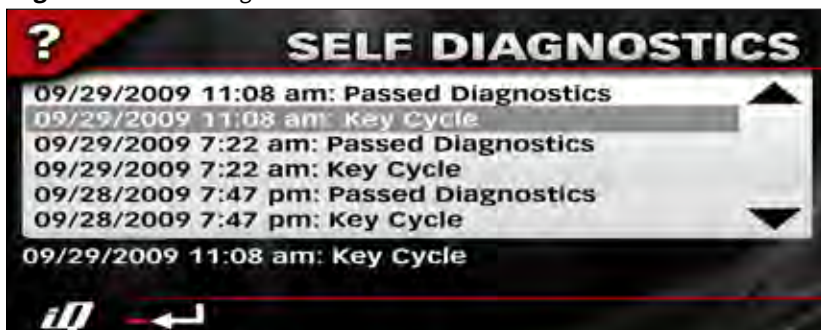 ?
SELF DIAGNOSTICS
09/29/2009 11:08 am: Passed Diagnostics
09/29/2009 11:08 am: Key Cycle
09/29/2009 7:22 am: Passed Diagnostics
09/29/2009 7:22 am: Key Cycle
09/28/2009 7:47 pm: Passed Diagnostics
09/28/2009 7:47 pm: Key Cycle
09/29/2009 11:08 am: Key Cycle
iQ